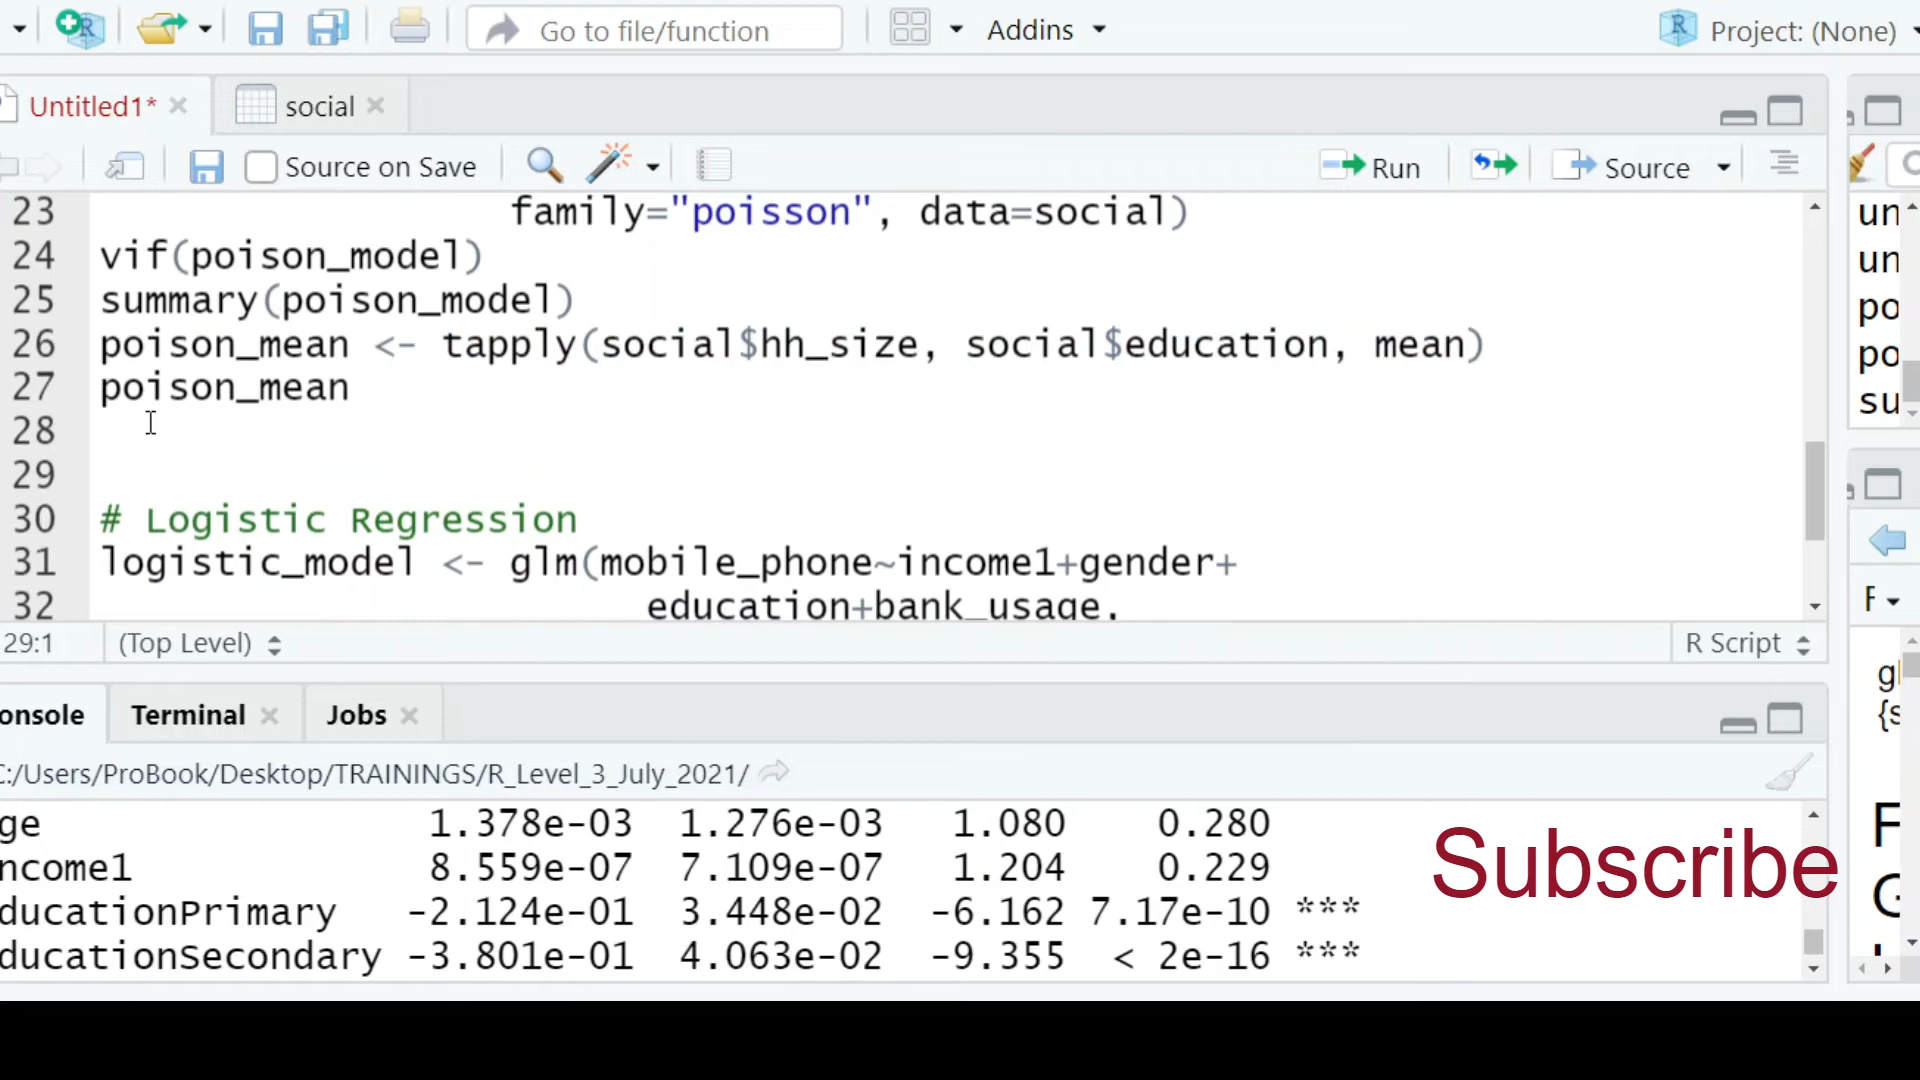 Go to file/function
Addins
Project: (None)
Untitled1*
social
Source on Save
Run
Source
23 family="poisson", data=social)
24 vif(poison_model)
25 summary(poison_model)
26 poison_mean <- tapply(social$hh_size, social$education, mean)
27 poison_mean
28
29
30 # Logistic Regression
31 logistic_model <- glm(mobile_phone~income1+gender+
32 education+bank_usage,
29:1 (Top Level) R Script
un
un
po
po
su
onsole Terminal Jobs
C:/Users/ProBook/Desktop/TRAININGS/R_Level_3_July_2021/
ge 1.378e-03 1.276e-03 1.080 0.280
ncome1 8.559e-07 7.109e-07 1.204 0.229
ducationPrimary -2.124e-01 3.448e-02 -6.162 7.17e-10 ***
ducationSecondary -3.801e-01 4.063e-02 -9.355 < 2e-16 ***
Subscribe